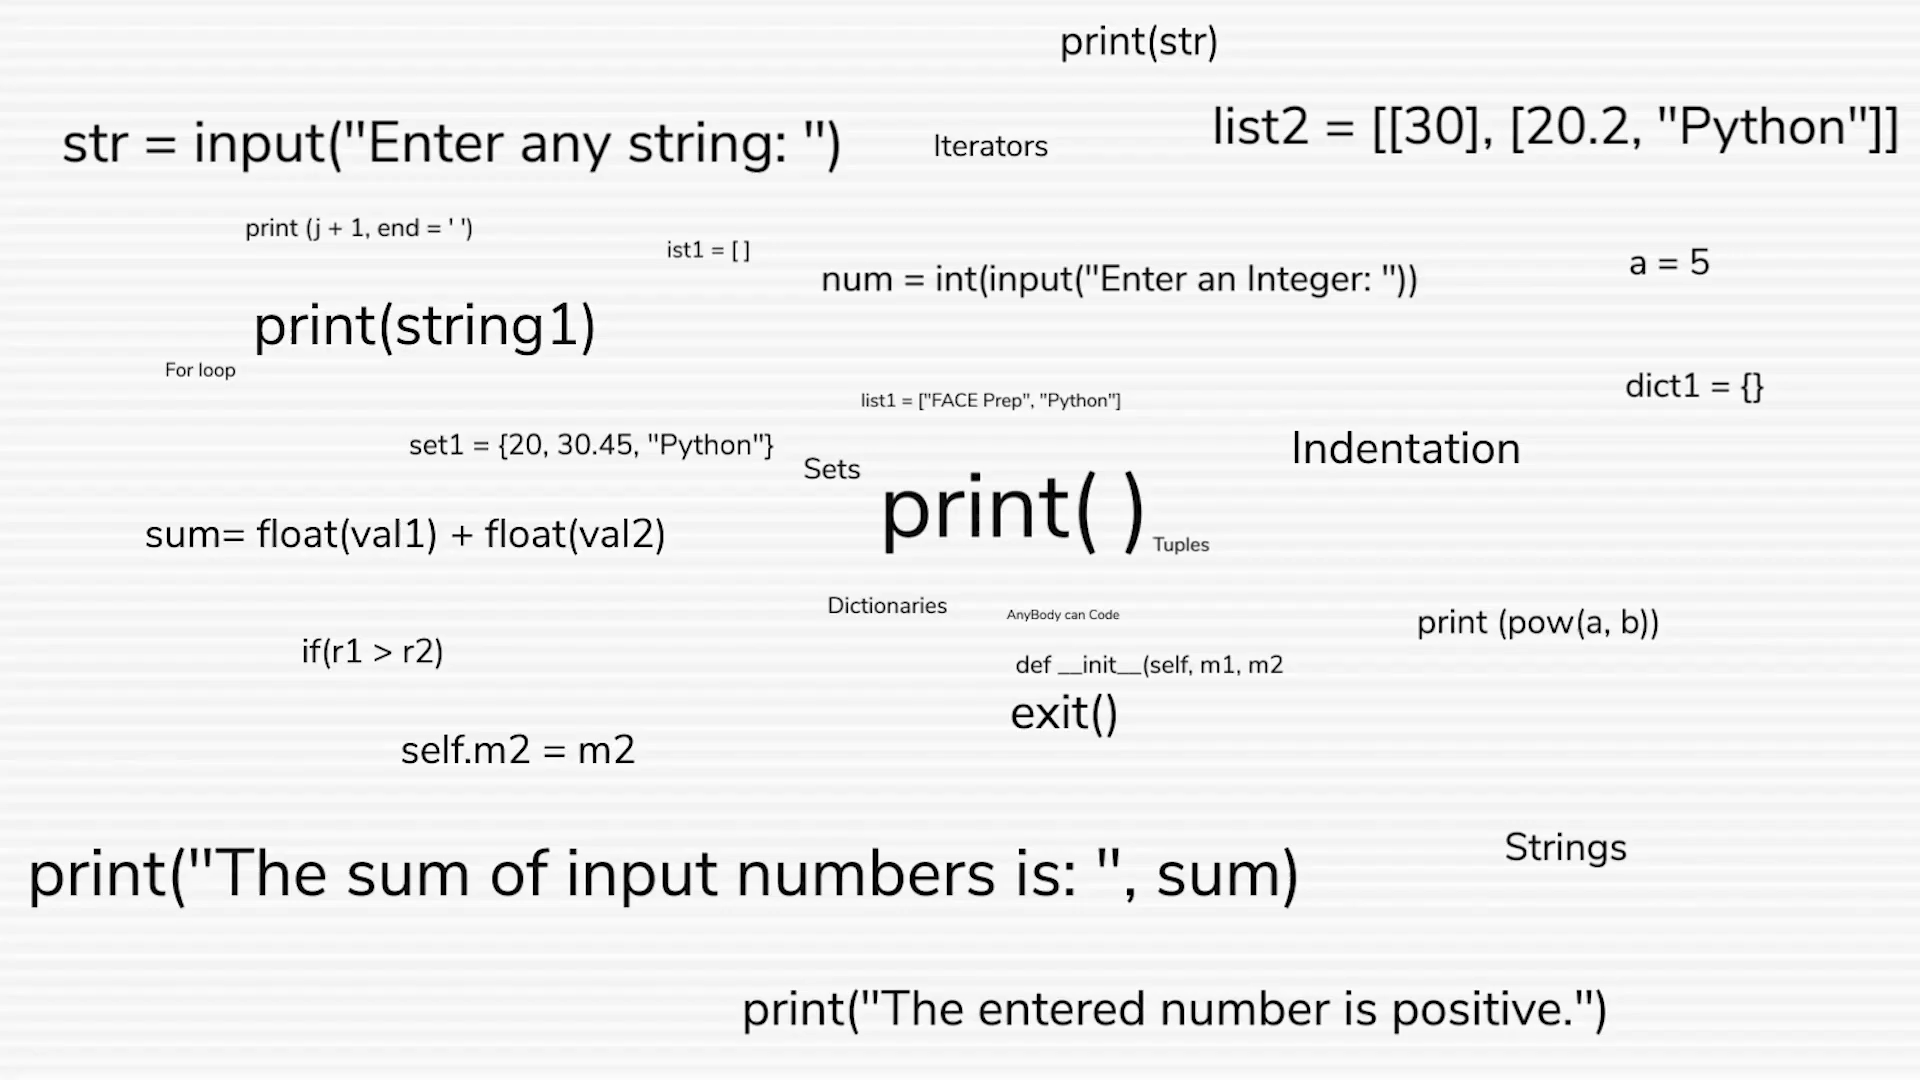 print(str)
str = input("Enter any string: ")
Iterators
list2 = [[30], [20.2, "Python"]]
print (j + 1, end = ' ')
ist1 = [ ]
num = int(input("Enter an Integer: "))
a = 5
print(string1)
For loop
list1 = ["FACE Prep", "Python"]
dict1 = {}
set1 = {20, 30.45, "Python"}
Sets
Indentation
print( )
sum= float(val1) + float(val2)
Tuples
Dictionaries
AnyBody can Code
print (pow(a, b))
if(r1 > r2)
def __init__(self, m1, m2
exit()
self.m2 = m2
print("The sum of input numbers is: ", sum)
Strings
print("The entered number is positive.")